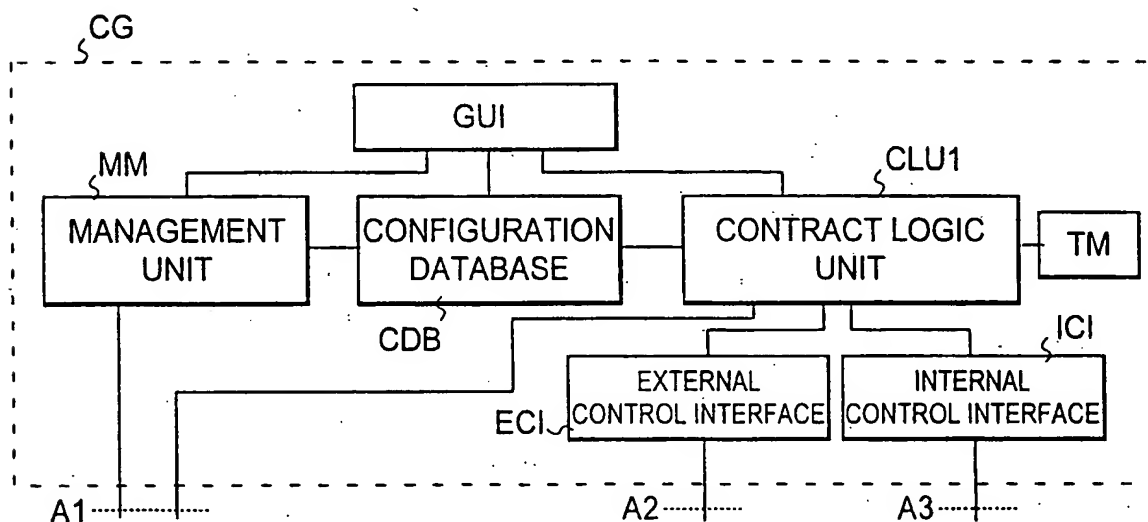 CG
GUI
MM
CLU1
MANAGEMENT
UNIT
CONFIGURATION
DATABASE
CONTRACT LOGIC
UNIT
TM
CDB
ICI
EXTERNAL
CONTROL INTERFACE
INTERNAL
CONTROL INTERFACE
ECI
A1
A2
A3